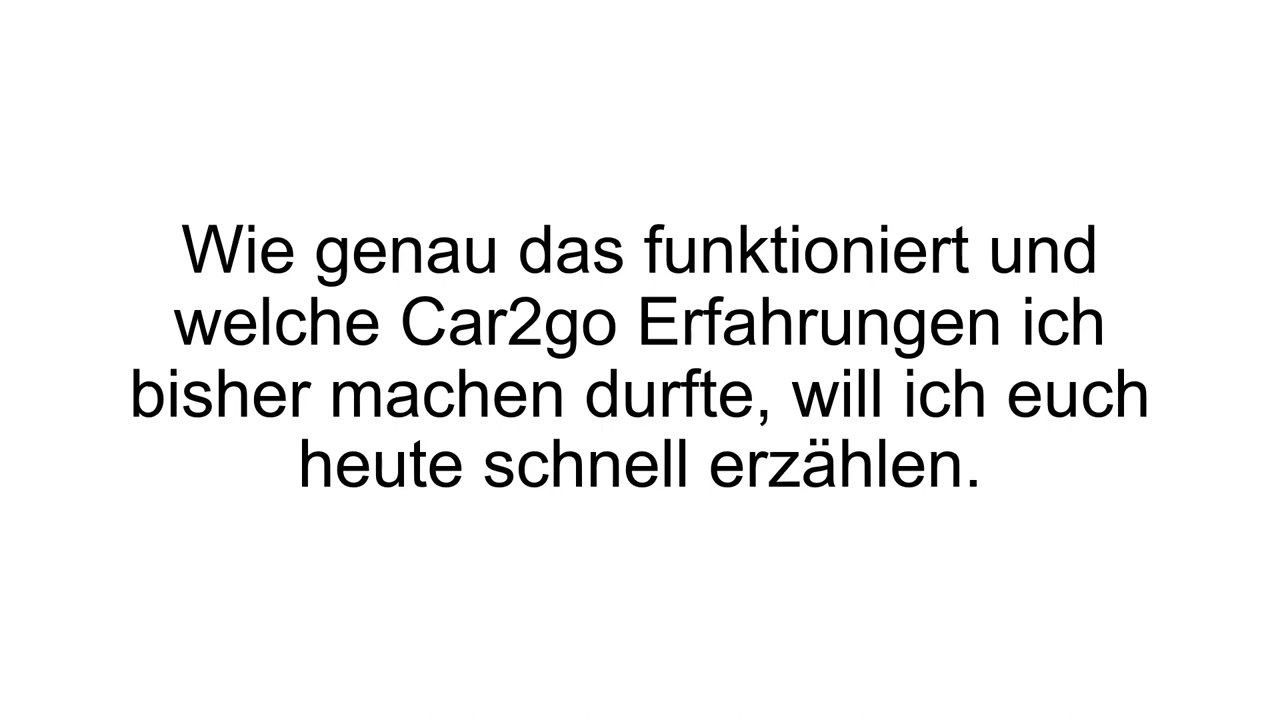 Wie genau das funktioniert und
welche Car2go Erfahrungen ich
bisher machen durfte, will ich euch
heute schnell erzählen.